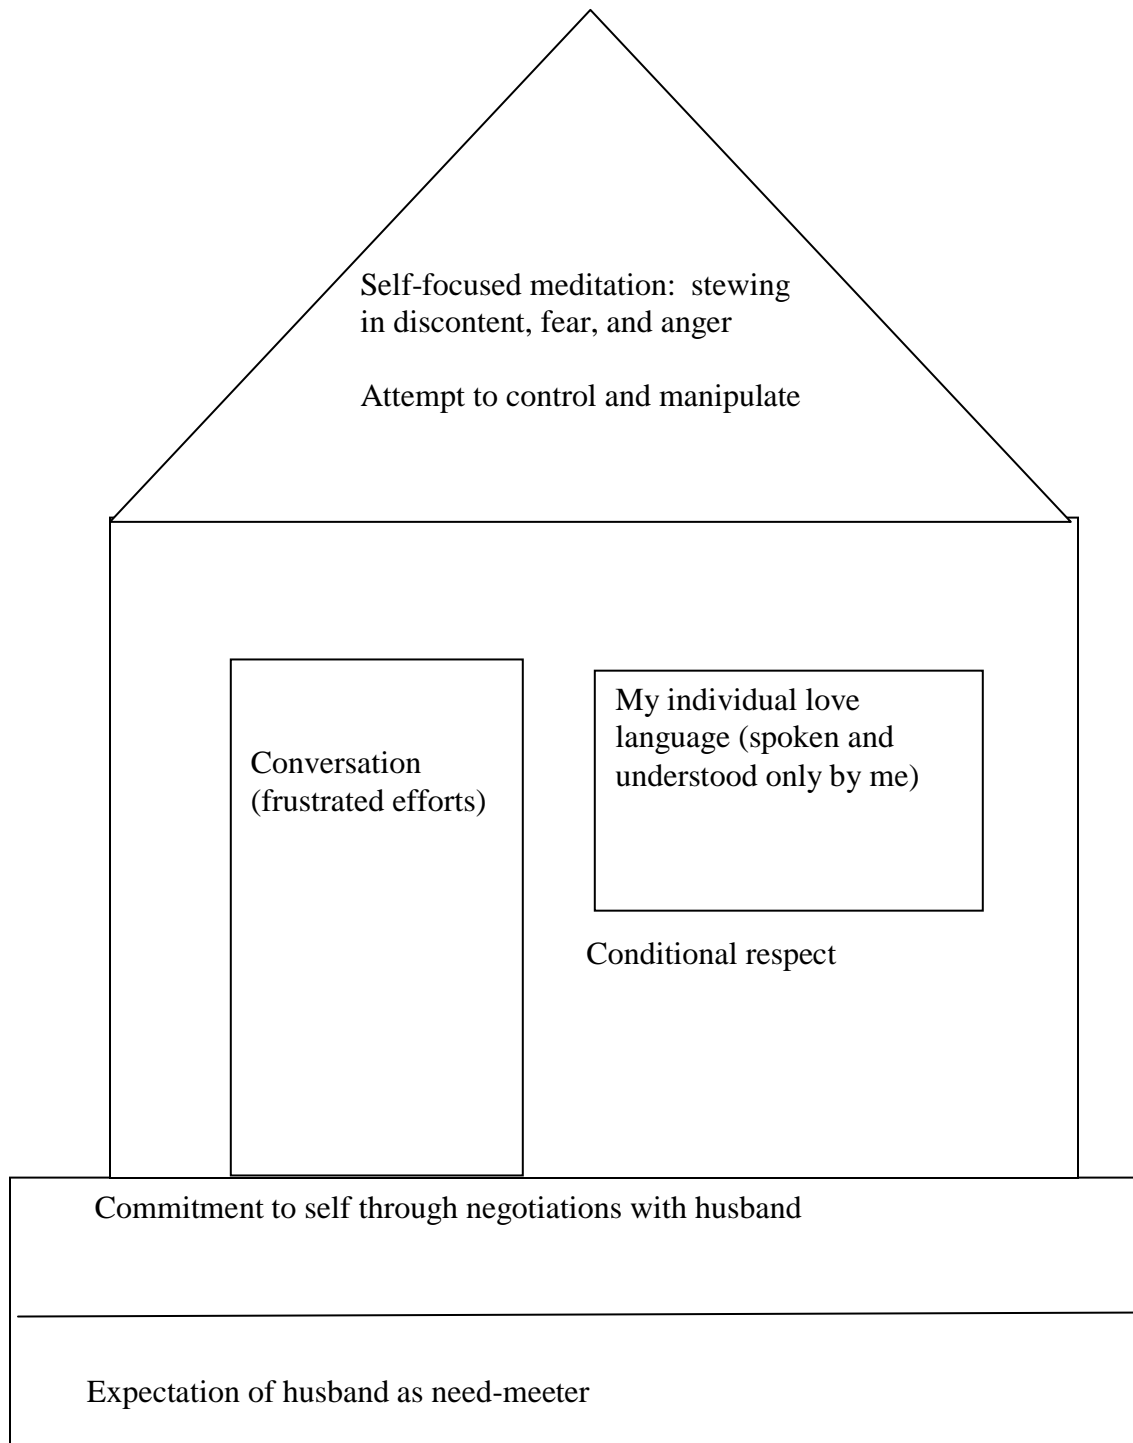 Self-focused meditation:  stewing
in discontent, fear, and anger
Attempt to control and manipulate
My individual love
language (spoken and
understood only by me)
Conversation
(frustrated efforts)
Conditional respect
Commitment to self through negotiations with husband
Expectation of husband as need-meeter